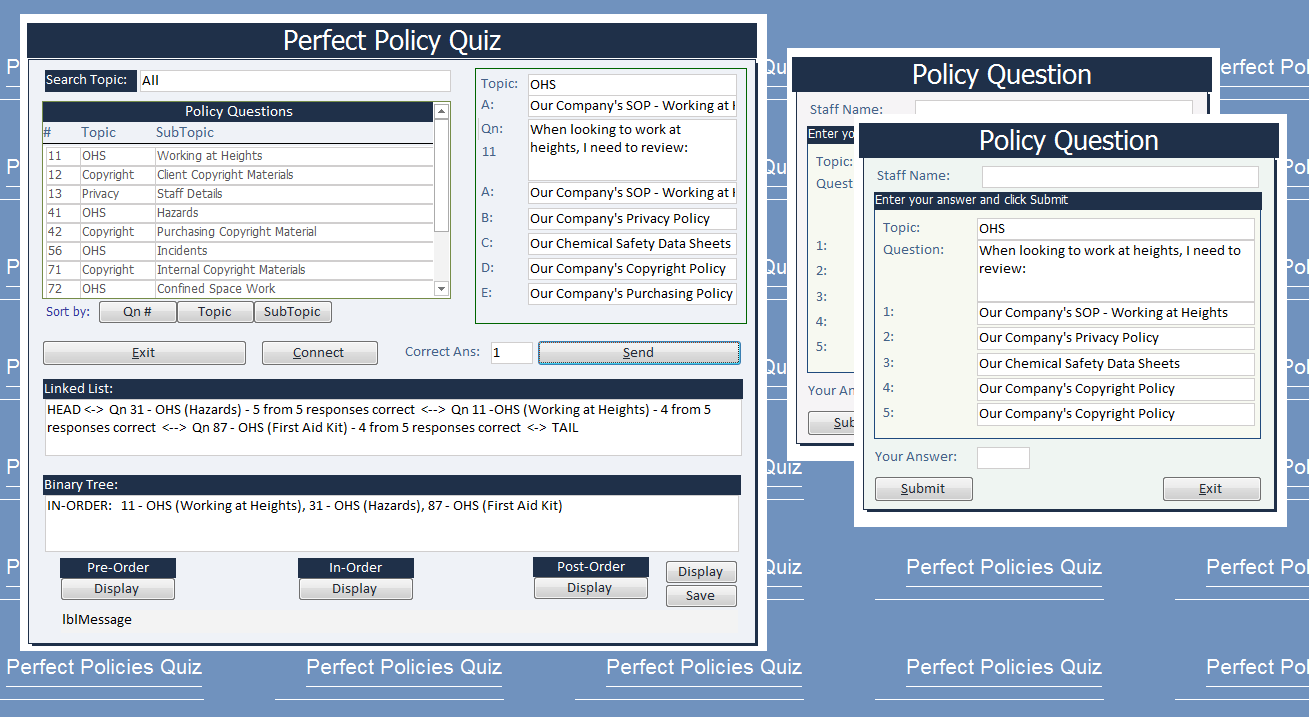 Perfect Policy Quiz
Search Topic: All
Policy Questions
# Topic SubTopic
11 OHS Working at Heights
12 Copyright Client Copyright Materials
13 Privacy Staff Details
41 OHS Hazards
42 Copyright Purchasing Copyright Material
56 OHS Incidents
71 Copyright Internal Copyright Materials
72 OHS Confined Space Work
Sort by: Qn # Topic SubTopic
Topic: OHS
A: Our Company's SOP - Working at H
Qn: When looking to work at
11 heights, I need to review:
A: Our Company's SOP - Working at H
B: Our Company's Privacy Policy
C: Our Chemical Safety Data Sheets
D: Our Company's Copyright Policy
E: Our Company's Purchasing Policy
Exit Connect Correct Ans: 1 Send
Linked List:
HEAD <-> Qn 31 - OHS (Hazards) - 5 from 5 responses correct <--> Qn 11 -OHS (Working at Heights) - 4 from 5
responses correct <--> Qn 87 - OHS (First Aid Kit) - 4 from 5 responses correct <-> TAIL
Binary Tree:
IN-ORDER: 11 - OHS (Working at Heights), 31 - OHS (Hazards), 87 - OHS (First Aid Kit)
Pre-Order In-Order Post-Order
Display Display Display Display
Save
lblMessage
Policy Question
Staff Name:
Enter yo
Topic:
Quest
1:
2:
3:
4:
5:
Your An
Sub
Policy Question
Staff Name:
Enter your answer and click Submit
Topic: OHS
Question: When looking to work at heights, I need to
review:
1: Our Company's SOP - Working at Heights
2: Our Company's Privacy Policy
3: Our Chemical Safety Data Sheets
4: Our Company's Copyright Policy
5: Our Company's Copyright Policy
Your Answer:
Submit Exit
P Qu erfect Pol
P Qu
P Qu Pol
P Pol
P Quiz Pol
P Quiz Perfect Policies Quiz Perfect Pol
Perfect Policies Quiz Perfect Policies Quiz Perfect Policies Quiz Perfect Policies Quiz Perfect Pol